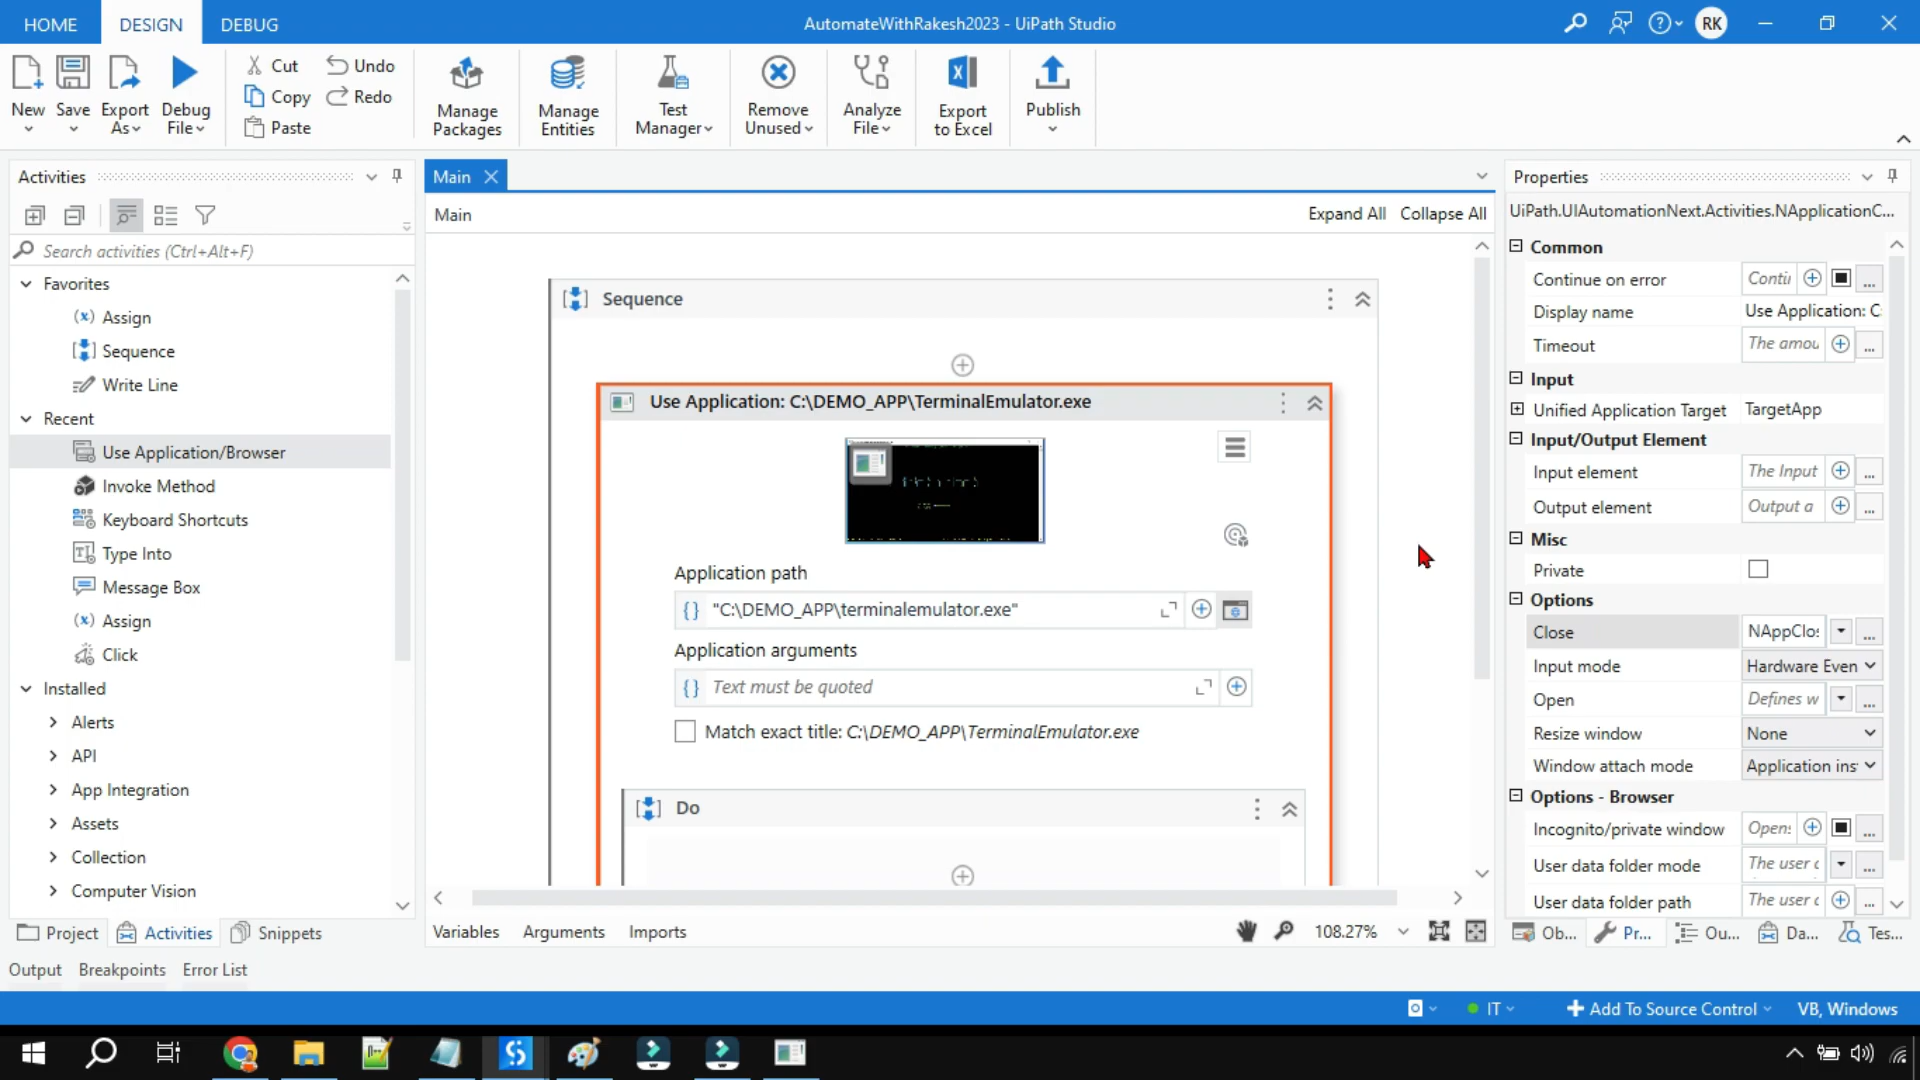 HOME
DESIGN
DEBUG
AutomateWithRakesh2023 - UiPath Studio
RK
New
Save
Export As
Debug File
Cut
Copy
Paste
Undo
Redo
Manage Packages
Manage Entities
Test Manager
Remove Unused
Analyze File
Export to Excel
Publish
Activities
Search activities (Ctrl+Alt+F)
Favorites
Assign
Sequence
Write Line
Recent
Use Application/Browser
Invoke Method
Keyboard Shortcuts
Type Into
Message Box
Assign
Click
Installed
Alerts
API
App Integration
Assets
Collection
Computer Vision
Project
Activities
Snippets
Main
Main
Expand All
Collapse All
Sequence
Use Application: C:\DEMO_APP\TerminalEmulator.exe
Application path
"C:\DEMO_APP\terminalemulator.exe"
Application arguments
Text must be quoted
Match exact title: C:\DEMO_APP\TerminalEmulator.exe
Do
Variables
Arguments
Imports
108.27%
Properties
UiPath.UIAutomationNext.Activities.NApplicationC...
Common
Continue on error
Contin
Display name
Use Application: C:
Timeout
The amou
Input
Unified Application Target
TargetApp
Input/Output Element
Input element
The Input
Output element
Output a
Misc
Private
Options
Close
NAppClos
Input mode
Hardware Even
Open
Defines w
Resize window
None
Window attach mode
Application ins
Options - Browser
Incognito/private window
Opens
User data folder mode
The user d
User data folder path
The user d
Ob...
Pr...
Ou...
Da...
Tes...
Output
Breakpoints
Error List
IT
Add To Source Control
VB, Windows